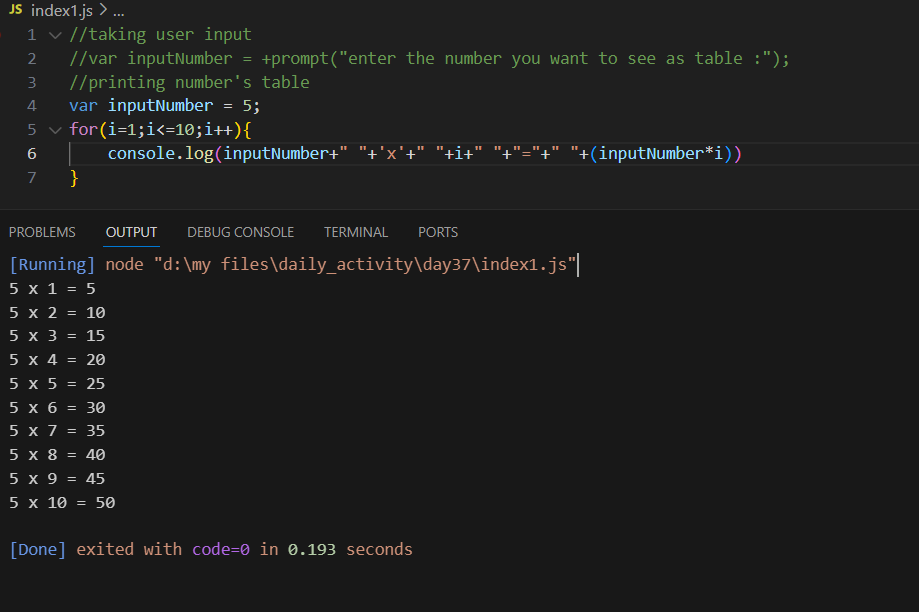 JS index1.js > ...
1 //taking user input
2 //var inputNumber = +prompt("enter the number you want to see as table :");
3 //printing number's table
4 var inputNumber = 5;
5 for(i=1;i<=10;i++){
6     console.log(inputNumber+" "+'x'+" "+i+" "+"="+" "+(inputNumber*i))
7 }
PROBLEMS OUTPUT DEBUG CONSOLE TERMINAL PORTS
[Running] node "d:\my files\daily_activity\day37\index1.js"
5 x 1 = 5
5 x 2 = 10
5 x 3 = 15
5 x 4 = 20
5 x 5 = 25
5 x 6 = 30
5 x 7 = 35
5 x 8 = 40
5 x 9 = 45
5 x 10 = 50
[Done] exited with code=0 in 0.193 seconds